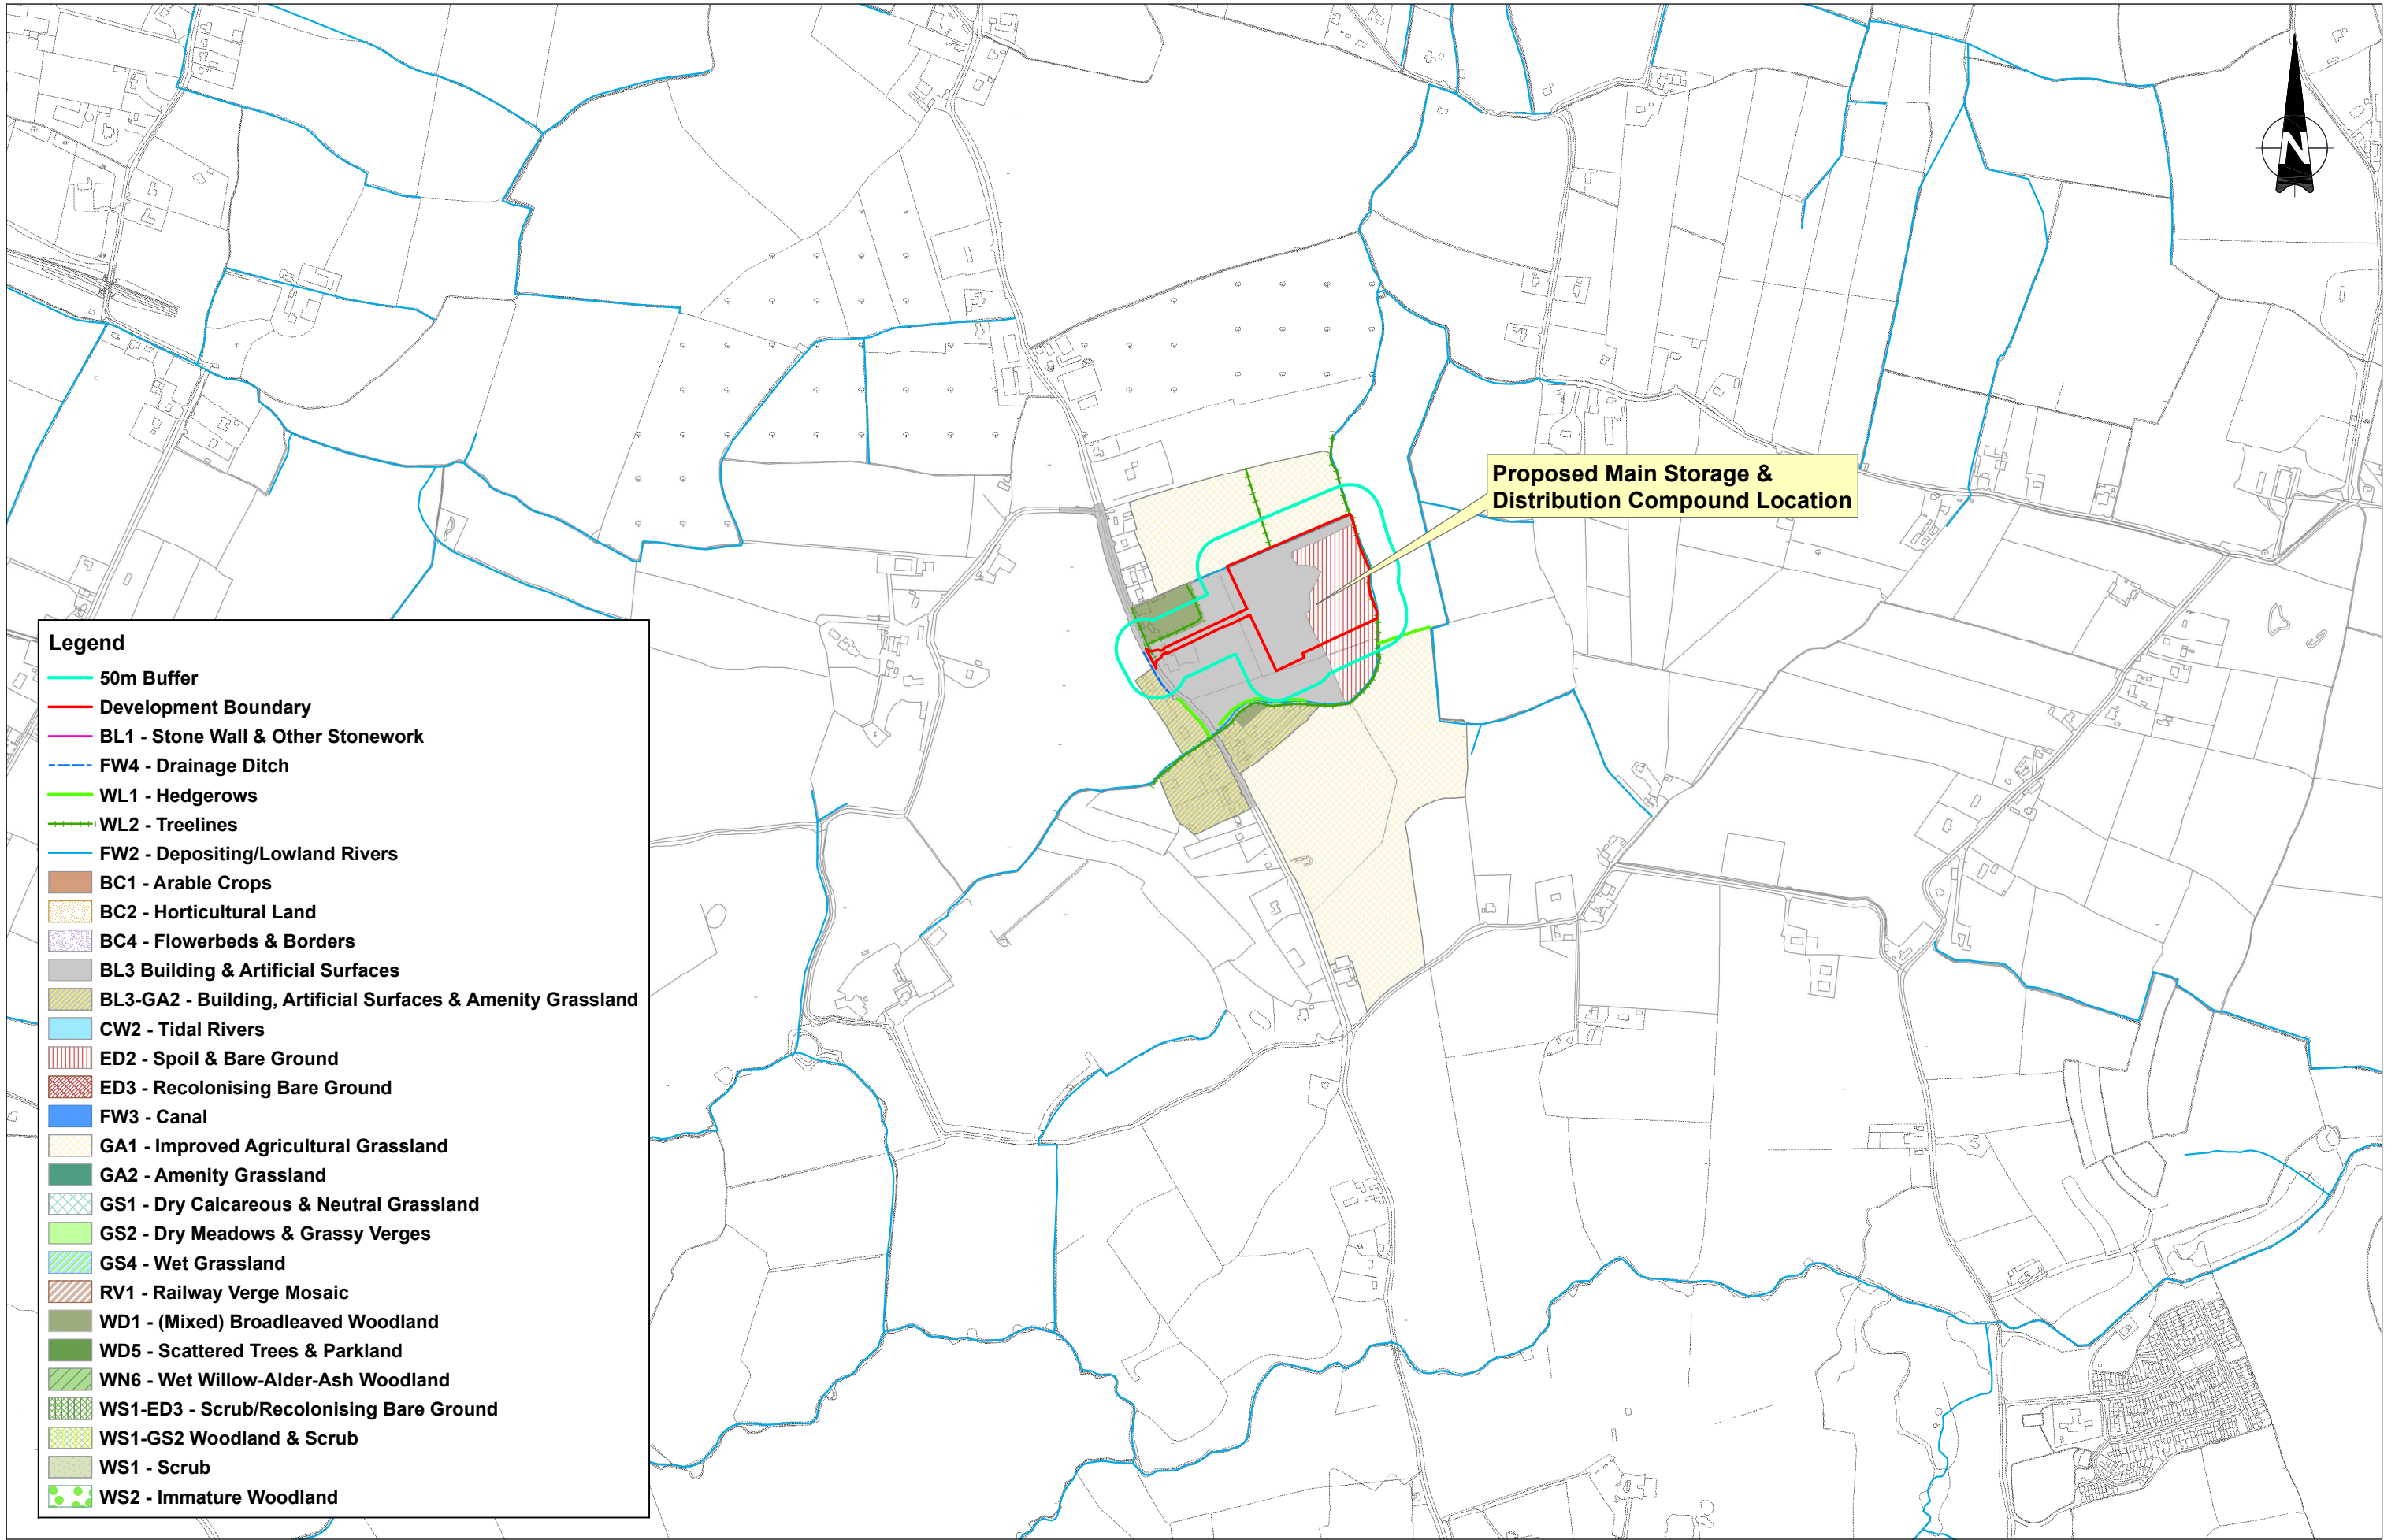 N
Proposed Main Storage &
Distribution Compound Location
Legend
50m Buffer
Development Boundary
BL1 - Stone Wall & Other Stonework
FW4 - Drainage Ditch
WL1 - Hedgerows
WL2 - Treelines
FW2 - Depositing/Lowland Rivers
BC1 - Arable Crops
BC2 - Horticultural Land
BC4 - Flowerbeds & Borders
BL3 Building & Artificial Surfaces
BL3-GA2 - Building, Artificial Surfaces & Amenity Grassland
CW2 - Tidal Rivers
ED2 - Spoil & Bare Ground
ED3 - Recolonising Bare Ground
FW3 - Canal
GA1 - Improved Agricultural Grassland
GA2 - Amenity Grassland
GS1 - Dry Calcareous & Neutral Grassland
GS2 - Dry Meadows & Grassy Verges
GS4 - Wet Grassland
RV1 - Railway Verge Mosaic
WD1 - (Mixed) Broadleaved Woodland
WD5 - Scattered Trees & Parkland
WN6 - Wet Willow-Alder-Ash Woodland
WS1-ED3 - Scrub/Recolonising Bare Ground
WS1-GS2 Woodland & Scrub
WS1 - Scrub
WS2 - Immature Woodland